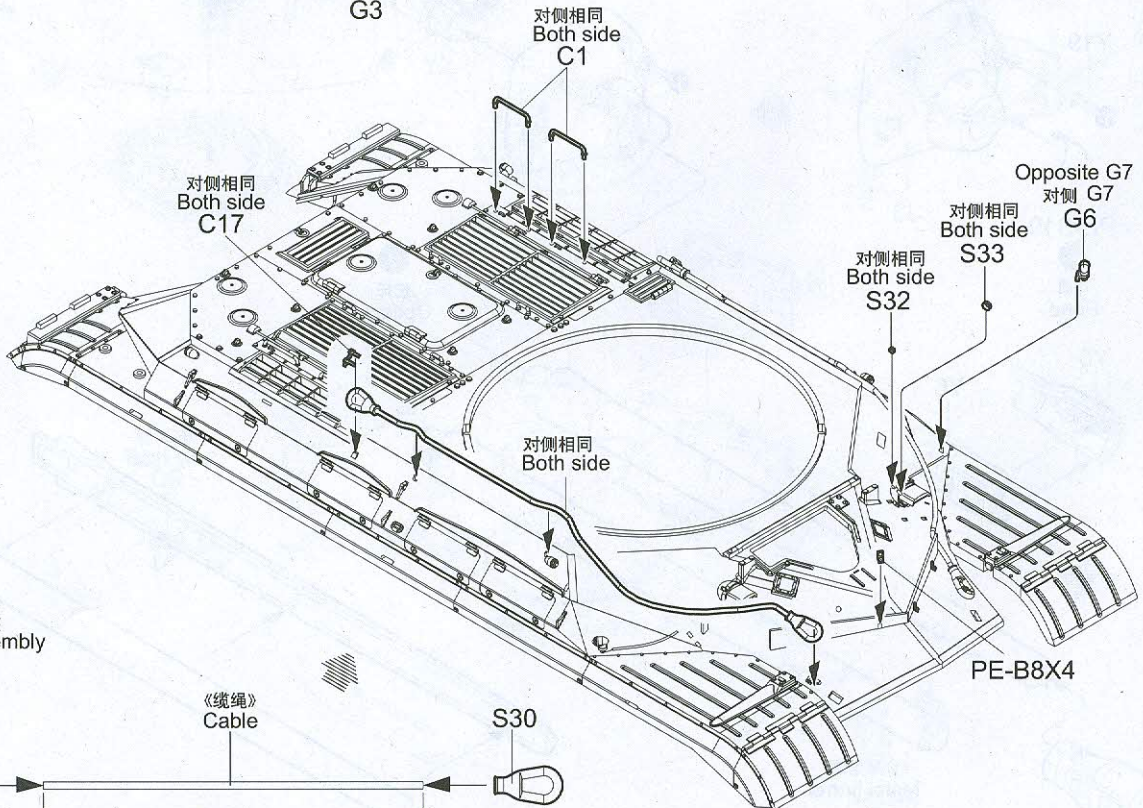 G3
对侧相同
Both side
C1
对侧相同
Both side
C17
Opposite G7
对侧 G7
G6
对侧相同
Both side
S33
对侧相同
Both side
S32
对侧相同
Both side
PE-B8X4
embly
《缆绳》
Cable
S30